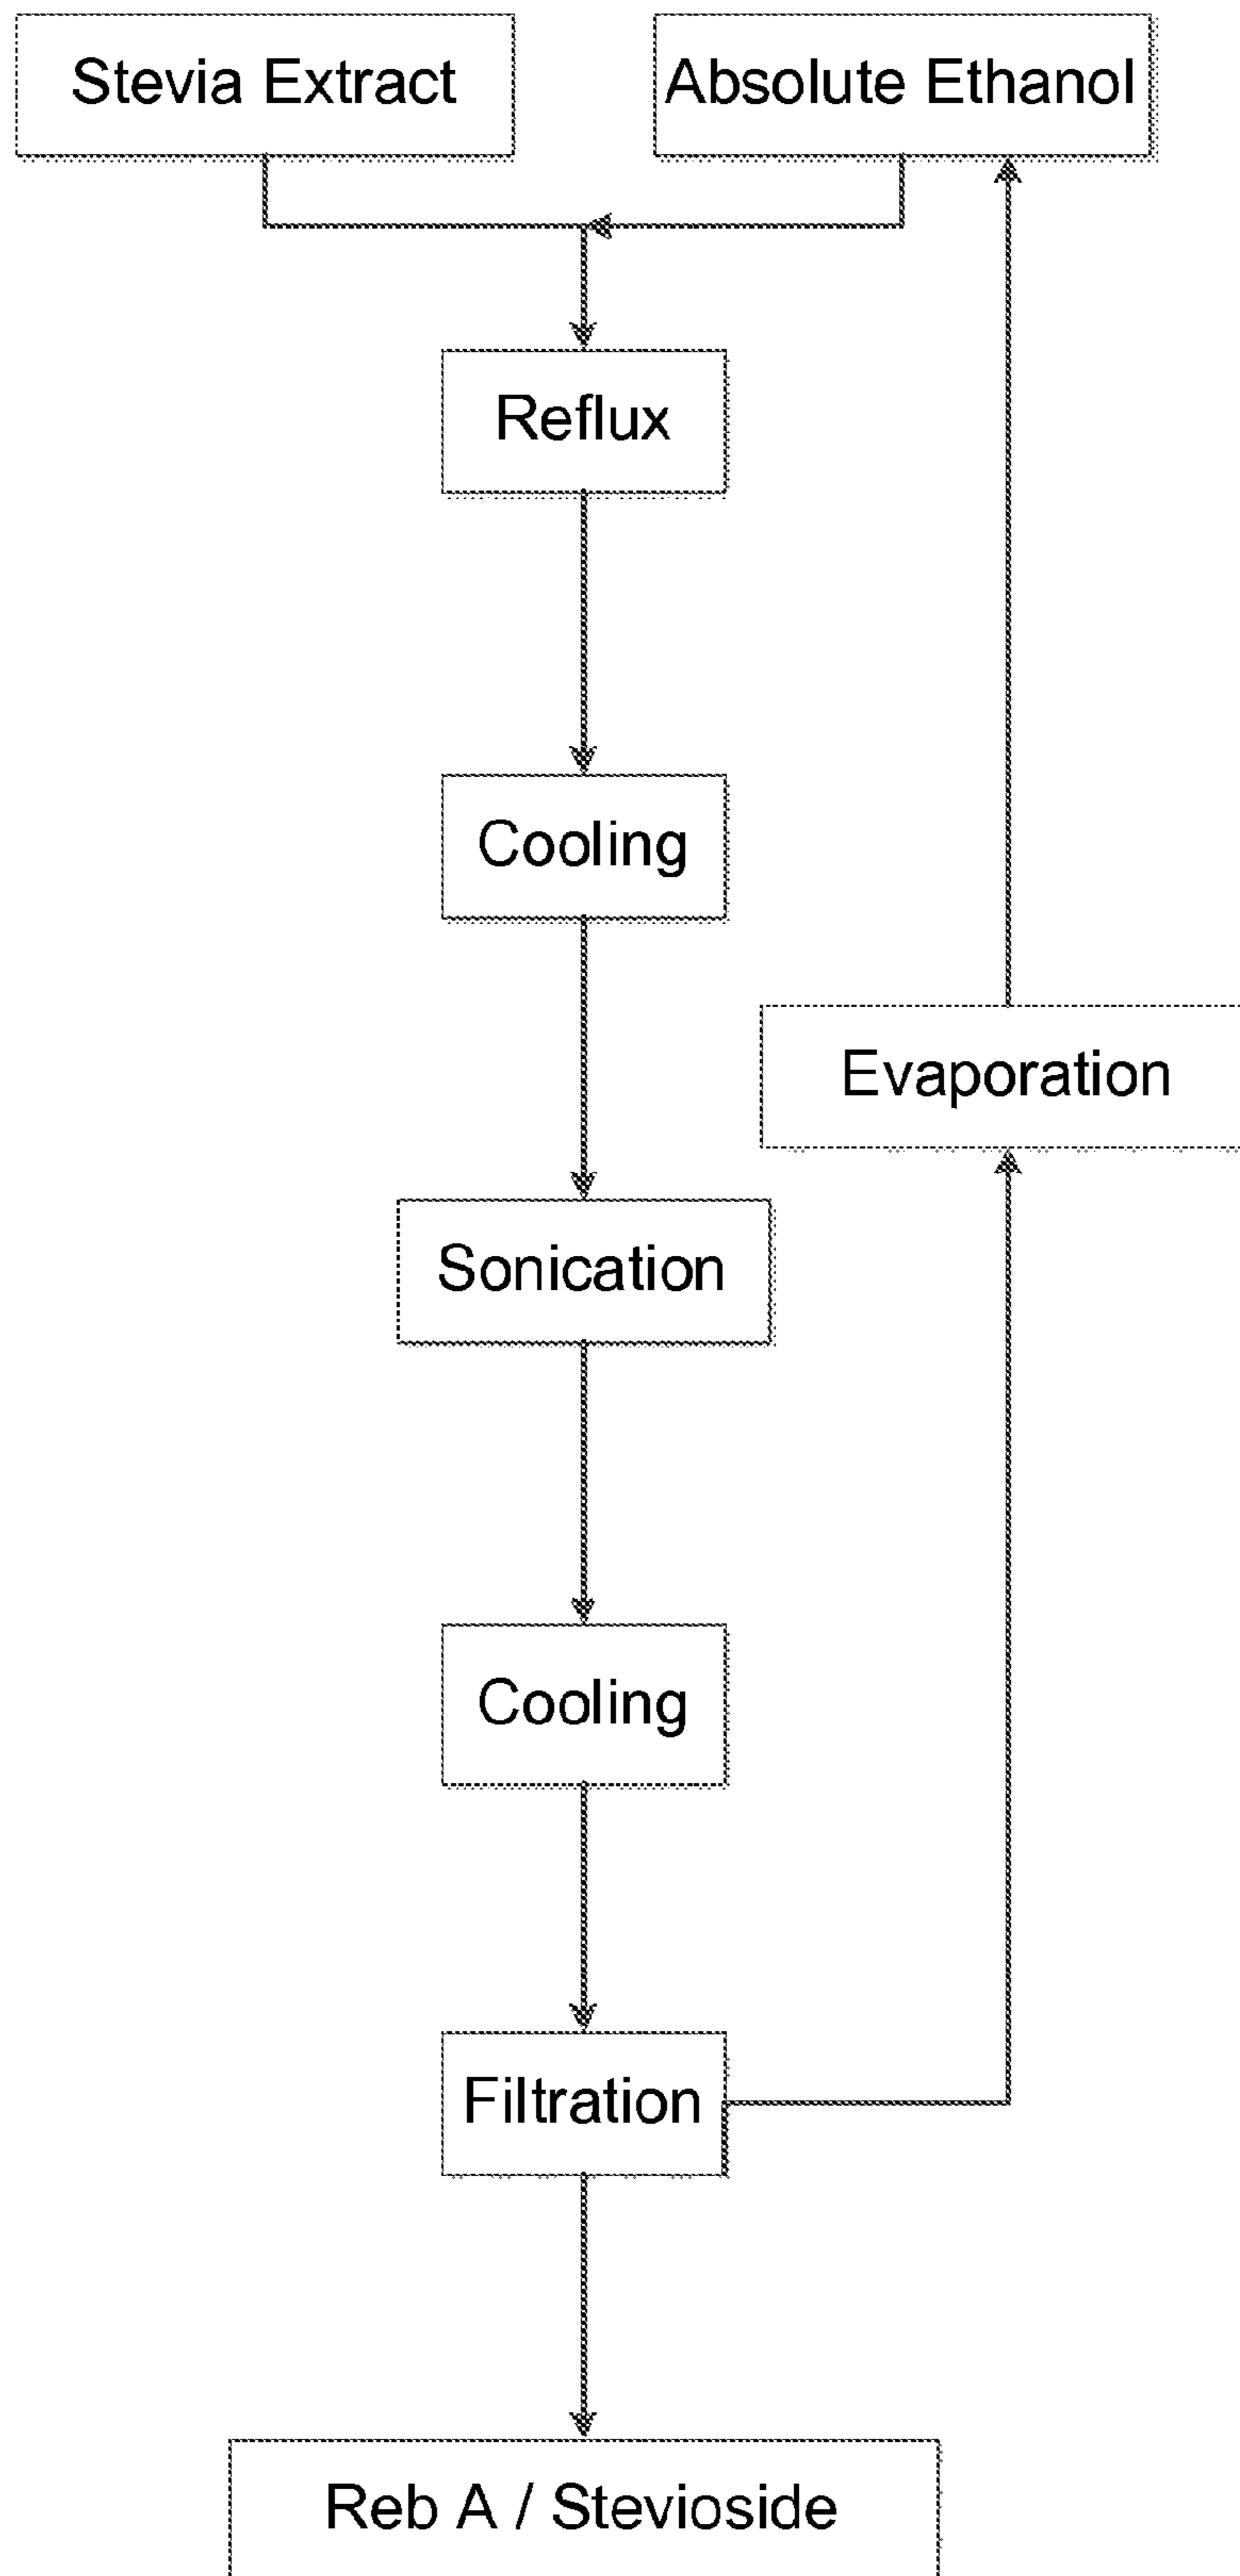 Stevia Extract
Absolute Ethanol
Reflux
Cooling
Evaporation
Sonication
Cooling
Filtration
Reb A / Stevioside